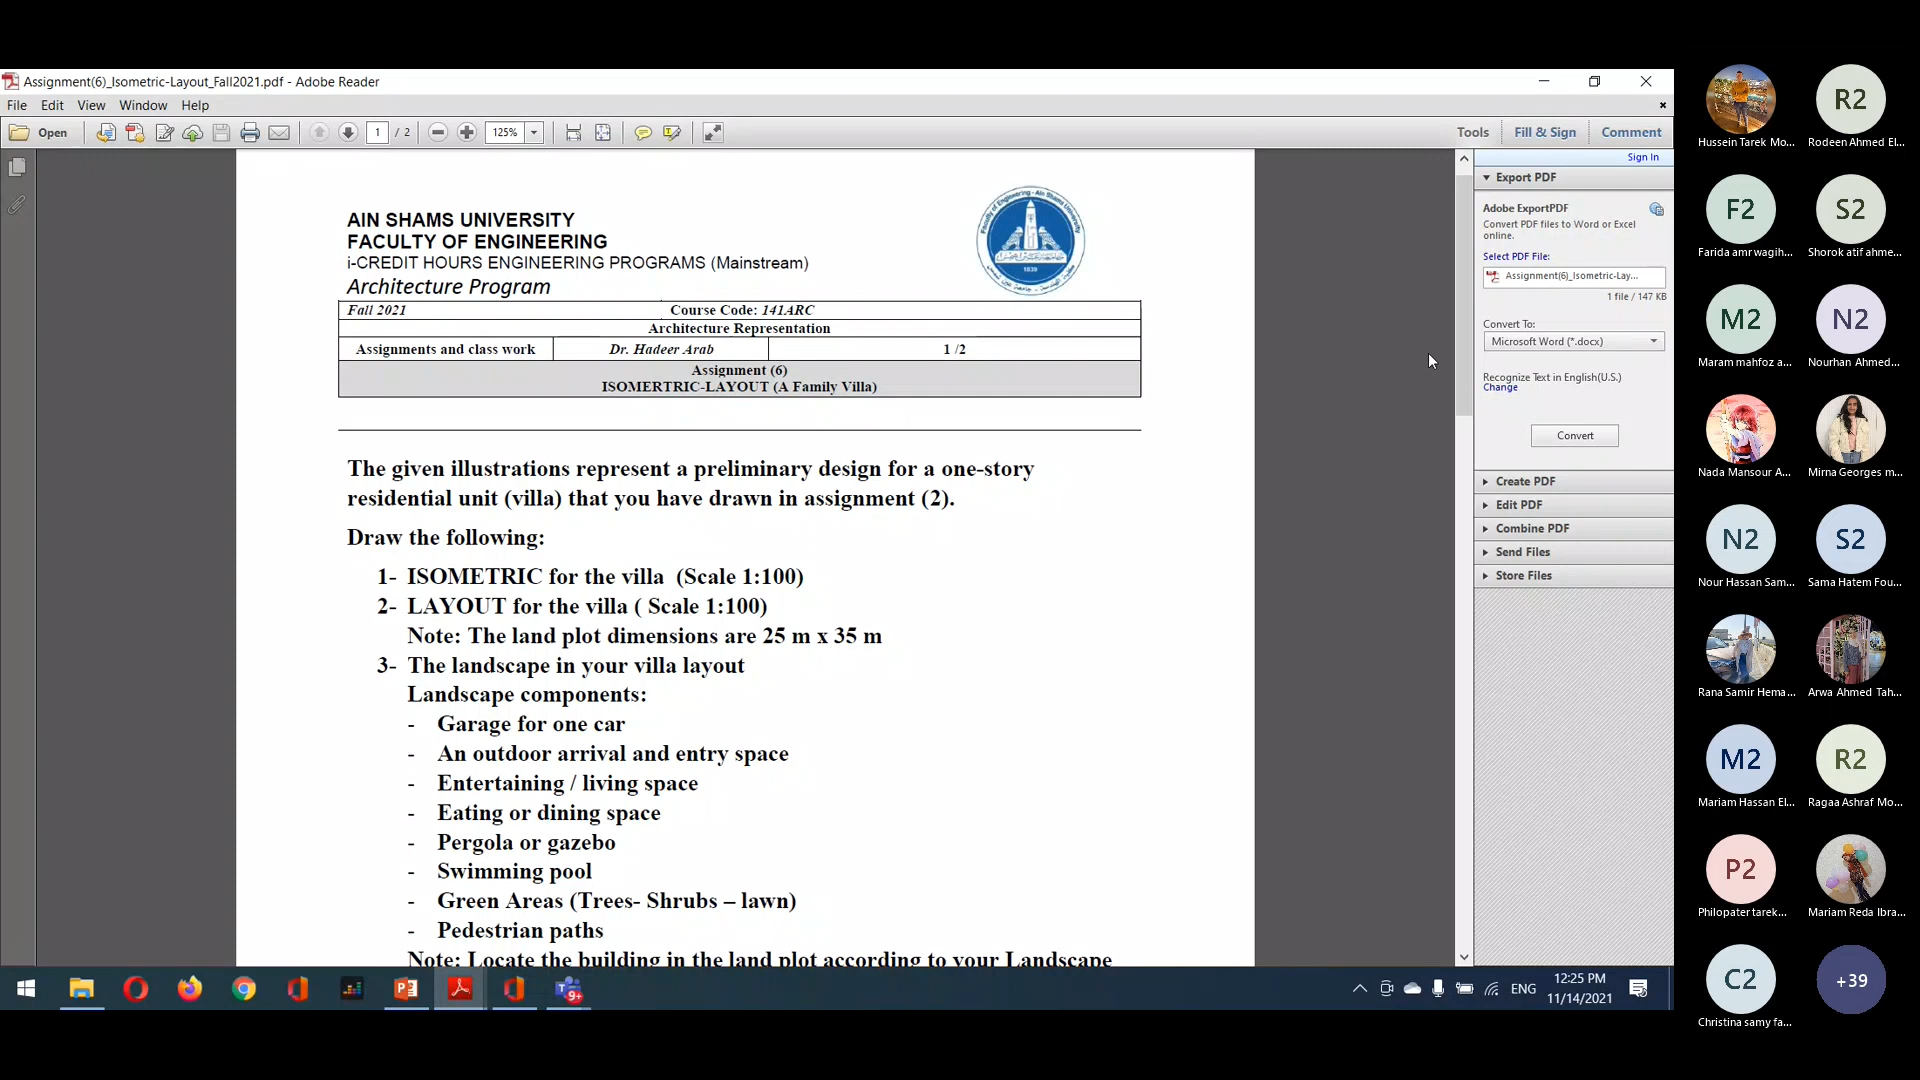 Assignment(6)_Isometric-Layout_Fall2021.pdf - Adobe Reader
File Edit View Window Help
Open 1 / 2 125% Tools Fill & Sign Comment
AIN SHAMS UNIVERSITY
FACULTY OF ENGINEERING
i-CREDIT HOURS ENGINEERING PROGRAMS (Mainstream)
Architecture Program
Fall 2021 Course Code: 141ARC
Architecture Representation
Assignments and class work Dr. Hadeer Arab 1 /2
Assignment (6)
ISOMERTRIC-LAYOUT (A Family Villa)
The given illustrations represent a preliminary design for a one-story
residential unit (villa) that you have drawn in assignment (2).
Draw the following:
1- ISOMETRIC for the villa (Scale 1:100)
2- LAYOUT for the villa ( Scale 1:100)
Note: The land plot dimensions are 25 m x 35 m
3- The landscape in your villa layout
Landscape components:
- Garage for one car
- An outdoor arrival and entry space
- Entertaining / living space
- Eating or dining space
- Pergola or gazebo
- Swimming pool
- Green Areas (Trees- Shrubs – lawn)
- Pedestrian paths
Note: Locate the building in the land plot according to your Landscape
Sign In
Export PDF
Adobe ExportPDF
Convert PDF files to Word or Excel
online.
Select PDF File:
Assignment(6)_Isometric-Lay...
1 file / 147 KB
Convert To:
Microsoft Word (*.docx)
Recognize Text in English(U.S.)
Change
Convert
Create PDF
Edit PDF
Combine PDF
Send Files
Store Files
R2
Hussein Tarek Mo... Rodeen Ahmed El...
F2 S2
Farida amr wagih... Shorok atif ahme...
M2 N2
Maram mahfoz a... Nourhan Ahmed...
Nada Mansour A... Mirna Georges m...
N2 S2
Nour Hassan Sam... Sama Hatem Fou...
Rana Samir Hema... Arwa Ahmed Tah...
M2 R2
Mariam Hassan El... Ragaa Ashraf Mo...
P2
Philopater tarek... Mariam Reda Ibra...
C2 +39
Christina samy fa...
9+
ENG
12:25 PM
11/14/2021